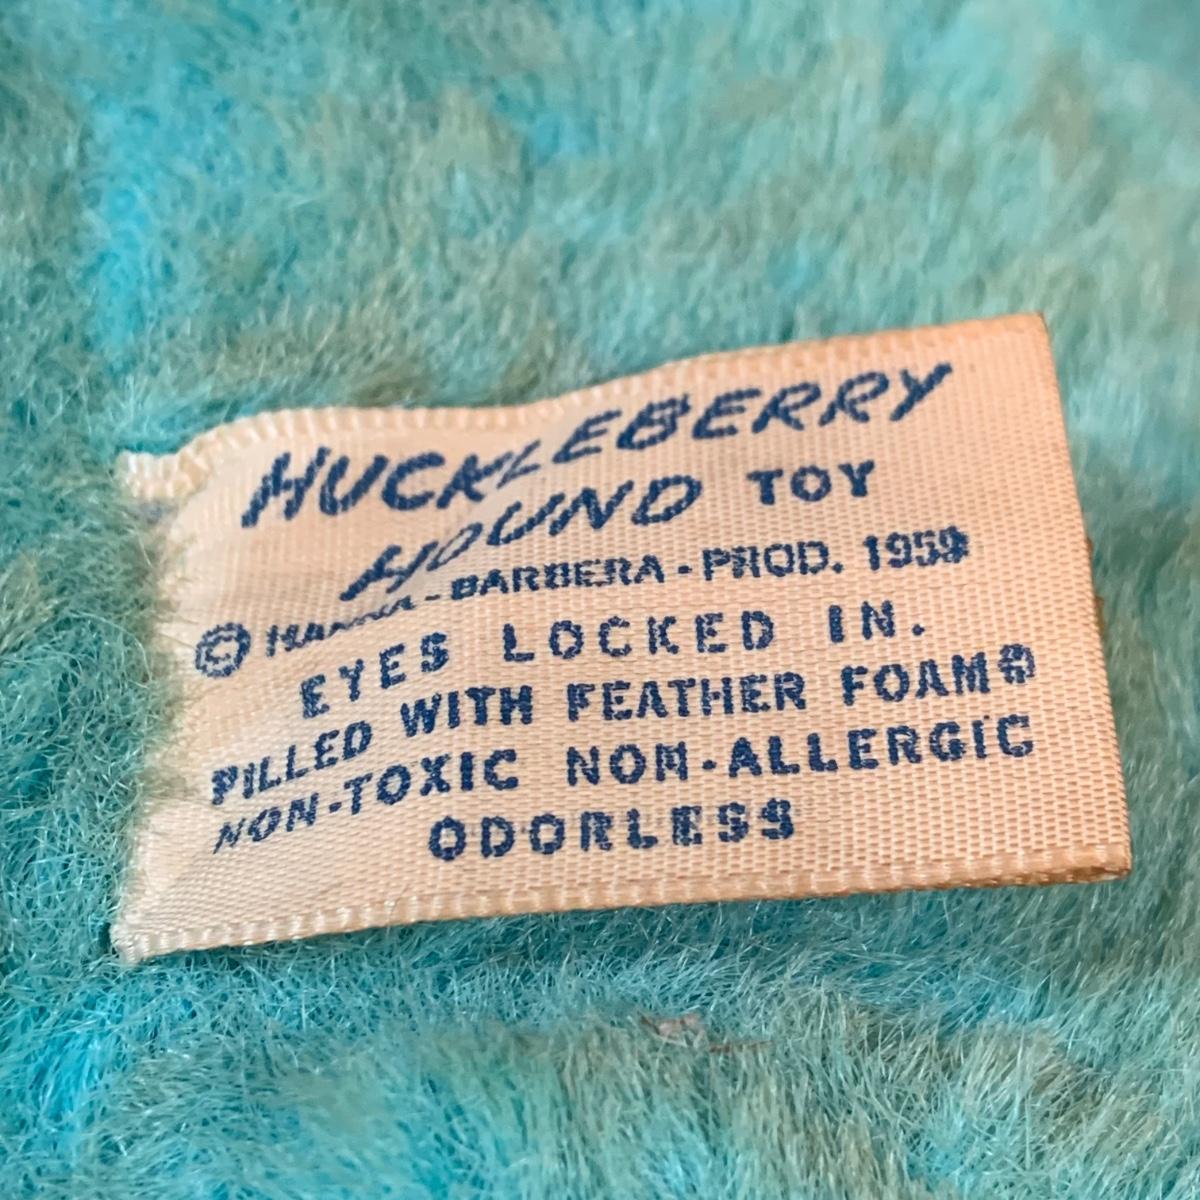 HUCKLEBERRY
HOUND TOY
© HANNA-BARBERA-PROD. 1959
EYES LOCKED IN.
FILLED WITH FEATHER FOAM®
NON-TOXIC NON-ALLERGIC
ODORLESS